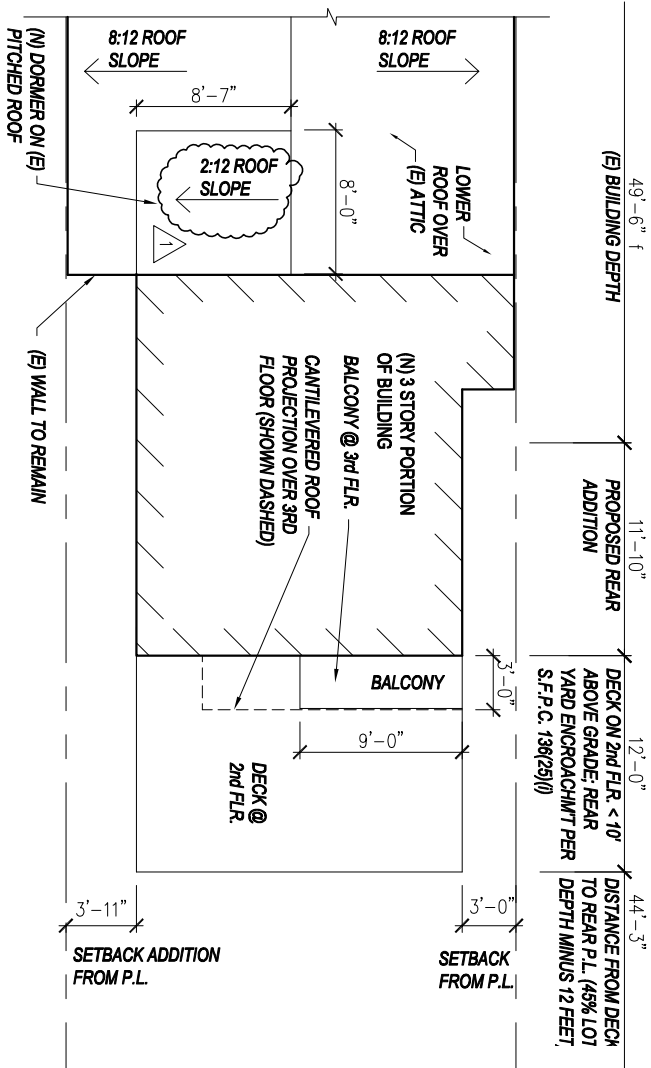 8:12 ROOF
SLOPE
8:12 ROOF
SLOPE
(N) DORMER ON (E)
PITCHED ROOF
8'-7"
2:12 ROOF
SLOPE
1
8'-0"
LOWER
ROOF OVER
(E) ATTIC
49'-6" f
(E) BUILDING DEPTH
(E) WALL TO REMAIN
(N) 3 STORY PORTION
OF BUILDING
BALCONY @ 3rd FLR.
CANTILEVERED ROOF
PROJECTION OVER 3RD
FLOOR (SHOWN DASHED)
11'-10"
PROPOSED REAR
ADDITION
BALCONY
3'-0"
9'-0"
DECK @
2nd FLR.
12'-0"
DECK ON 2nd FLR. < 10'
ABOVE GRADE; REAR
YARD ENCROACHM'T PER
S.F.P.C. 136(25)(i)
44'-3"
DISTANCE FROM DECK
TO REAR P.L. (45% LOT
DEPTH MINUS 12 FEET,
3'-11"
SETBACK ADDITION
FROM P.L.
3'-0"
SETBACK
FROM P.L.